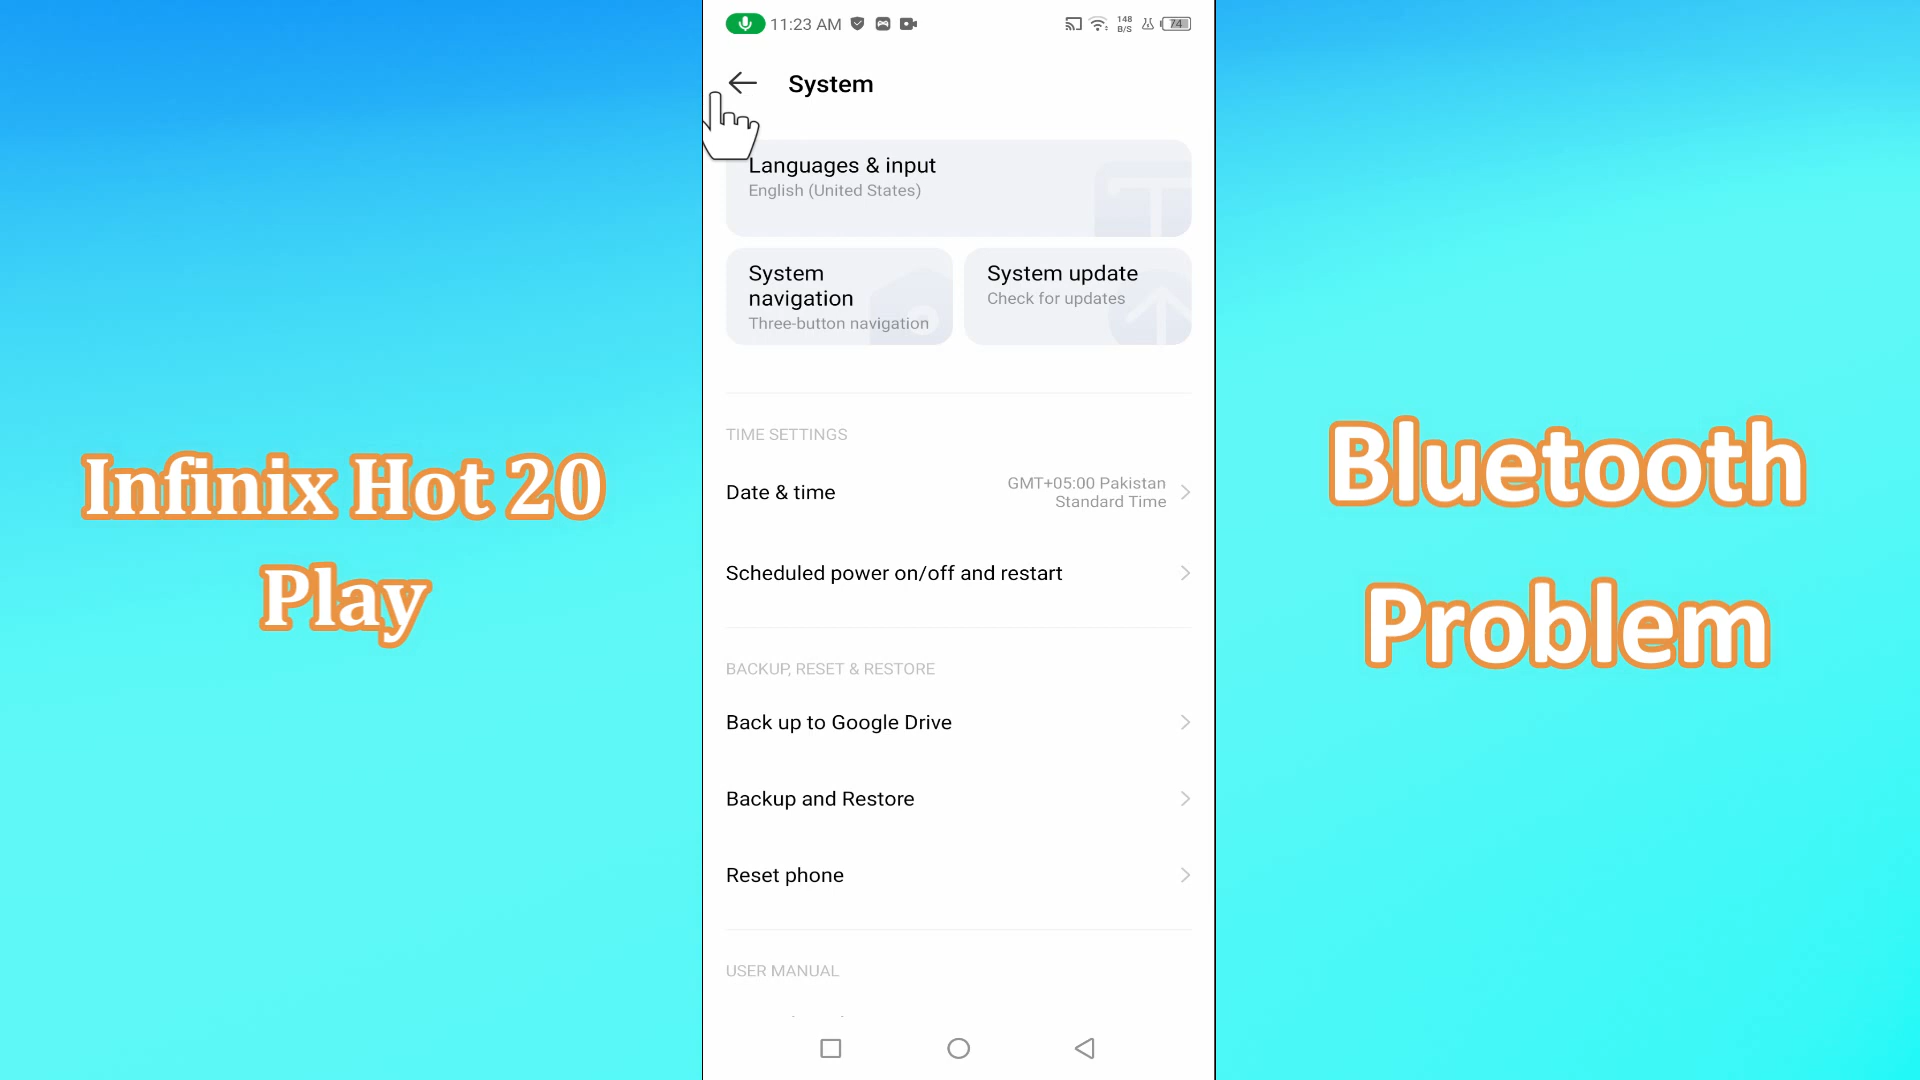 11:23 AM
148
B/S
74
System
Languages & input
English (United States)
System
navigation
Three-button navigation
System update
Check for updates
TIME SETTINGS
Date & time
GMT+05:00 Pakistan
Standard Time
Scheduled power on/off and restart
BACKUP, RESET & RESTORE
Back up to Google Drive
Backup and Restore
Reset phone
USER MANUAL
Infinix Hot 20
Play
Bluetooth
Problem